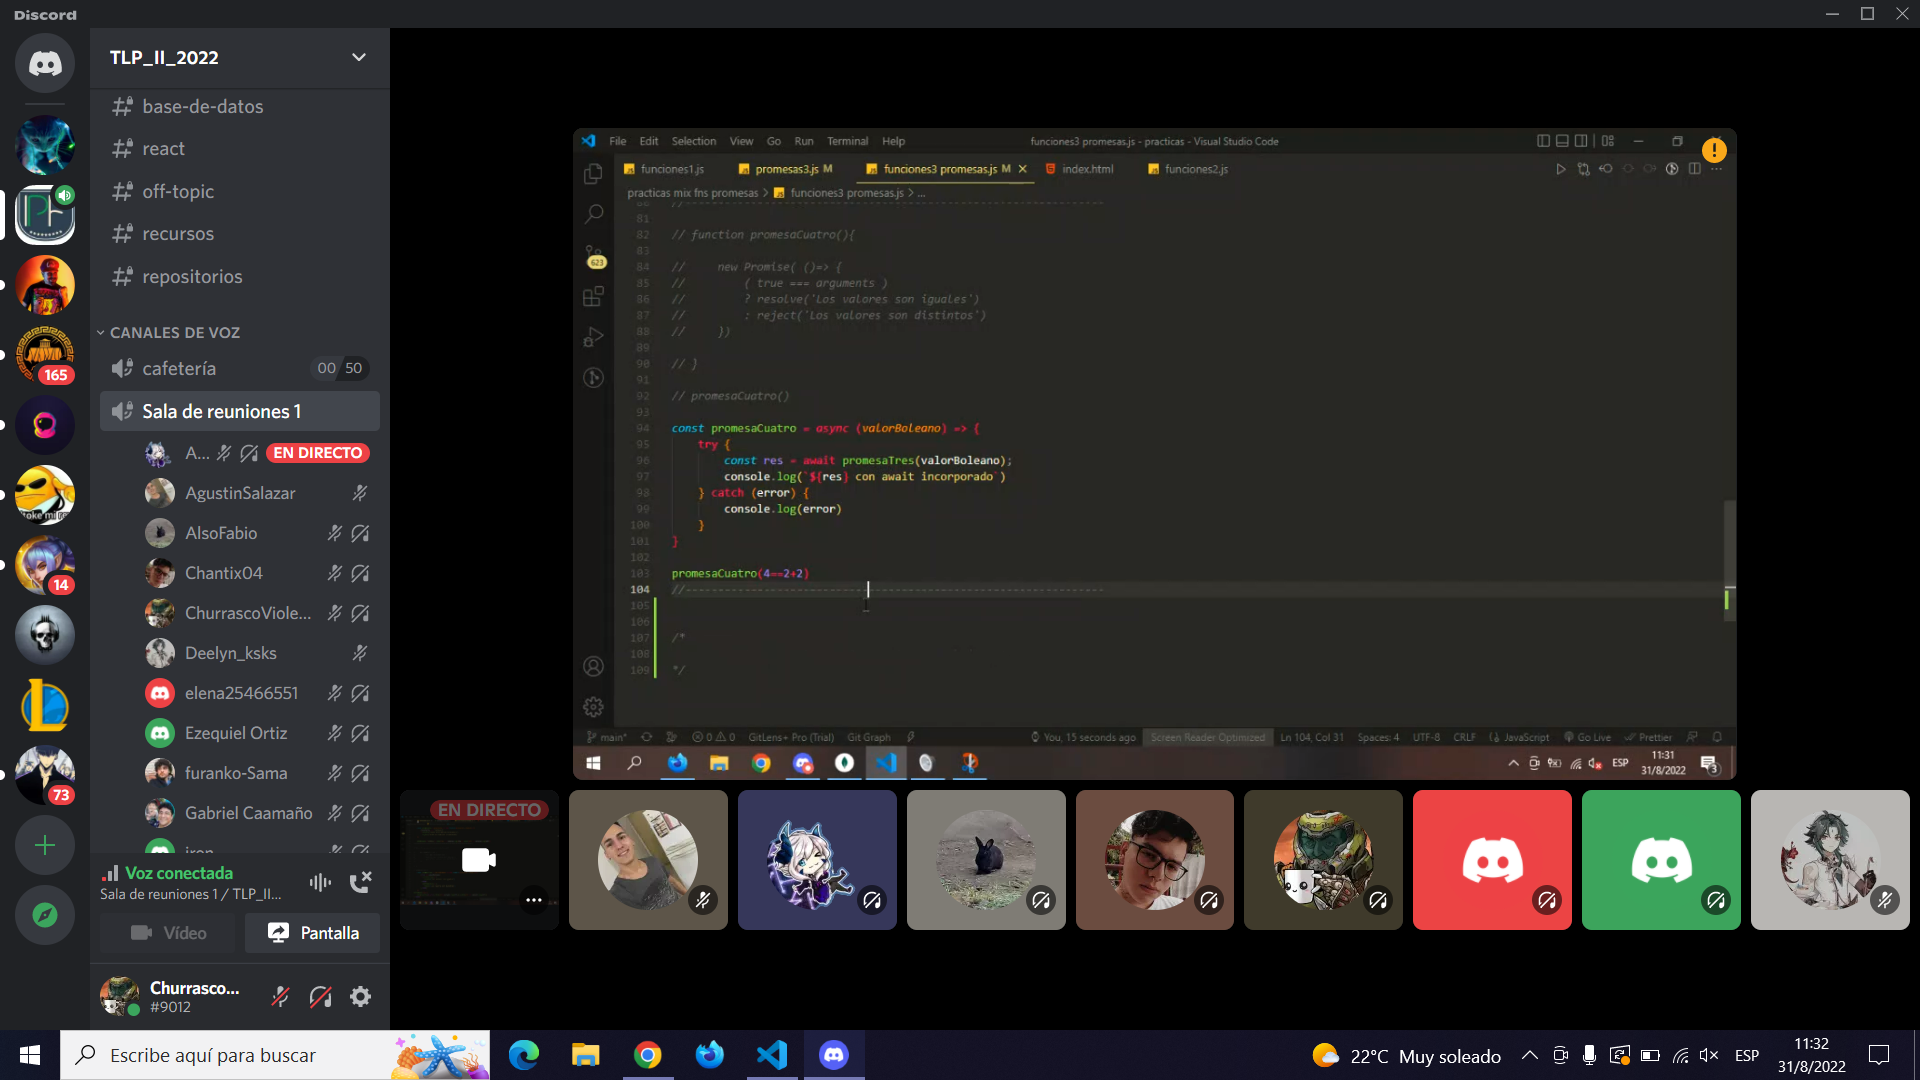 Discord
TLP_II_2022
base-de-datos
react
off-topic
recursos
repositorios
CANALES DE VOZ
cafetería
00 50
Sala de reuniones 1
A... EN DIRECTO
AgustinSalazar
AlsoFabio
Chantix04
ChurrascoViole...
Deelyn_ksks
elena25466551
Ezequiel Ortiz
furanko-Sama
Gabriel Caamaño
Voz conectada
Sala de reuniones 1 / TLP_II...
Vídeo
Pantalla
Churrasco...
#9012
165
14
73
File Edit Selection View Go Run Terminal Help
funciones3 promesas.js - practicas - Visual Studio Code
funciones1.js
promesas3.js M
funciones3 promesas.js M
index.html
funciones2.js
practicas mix fns promesas > funciones3 promesas.js > ...
623
81
82 // function promesaCuatro(){
83
84 // new Promise( ()=> {
85 // ( true === arguments )
86 // ? resolve('Los valores son iguales')
87 // : reject('Los valores son distintos')
88 // })
89
90 // }
91
92 // promesaCuatro()
93
94 const promesaCuatro = async (valorBoleano) => {
95 try {
96 const res = await promesaTres(valorBoleano);
97 console.log(`${res} con await incorporado`)
98 } catch (error) {
99 console.log(error)
100 }
101 }
102
103 promesaCuatro(4==2+2)
104 //----------------------------------------------------------------
105
106
107 /*
108
109 */
main* 0 0 GitLens+ Pro (Trial) Git Graph
You, 15 seconds ago Screen Reader Optimized Ln 104, Col 31 Spaces: 4 UTF-8 CRLF JavaScript Go Live Prettier
ESP
11:31
31/8/2022
3
EN DIRECTO
toke mi
Escribe aquí para buscar
22°C Muy soleado
ESP
11:32
31/8/2022